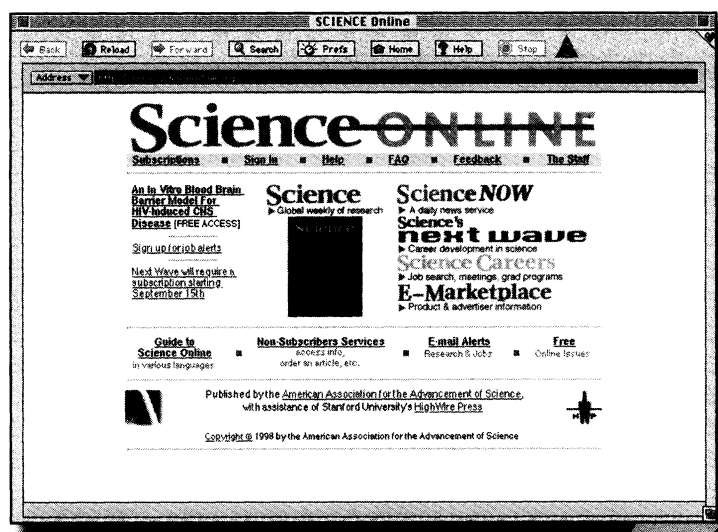 SCIENCE Online
Back Reload Forward Search Prefs Home Help Stop
Address
Science ONLINE
Subscriptions ■ Sign In ■ Help ■ FAQ ■ Feedback ■ The Staff
An In Vitro Blood Brain
Barrier Model For
HIV-Induced CNS
Disease [FREE ACCESS]
Sign up for job alerts
Next Wave will require a
subscription starting
September 15th
Science
▶ Global weekly of research
Science
ScienceNOW
▶ A daily news service
Science's
next wave
▶ Career development in science
Science Careers
▶ Job search, meetings, grad programs
E-Marketplace
▶ Product & advertiser information
Guide to
Science Online
in various languages
■ Non-Subscribers Services
access info,
order an article, etc.
■ E-mail Alerts
Research & Jobs
■ Free
Online Issues
Published by the American Association for the Advancement of Science,
with assistance of Stanford University's HighWire Press
Copyright © 1998 by the American Association for the Advancement of Science